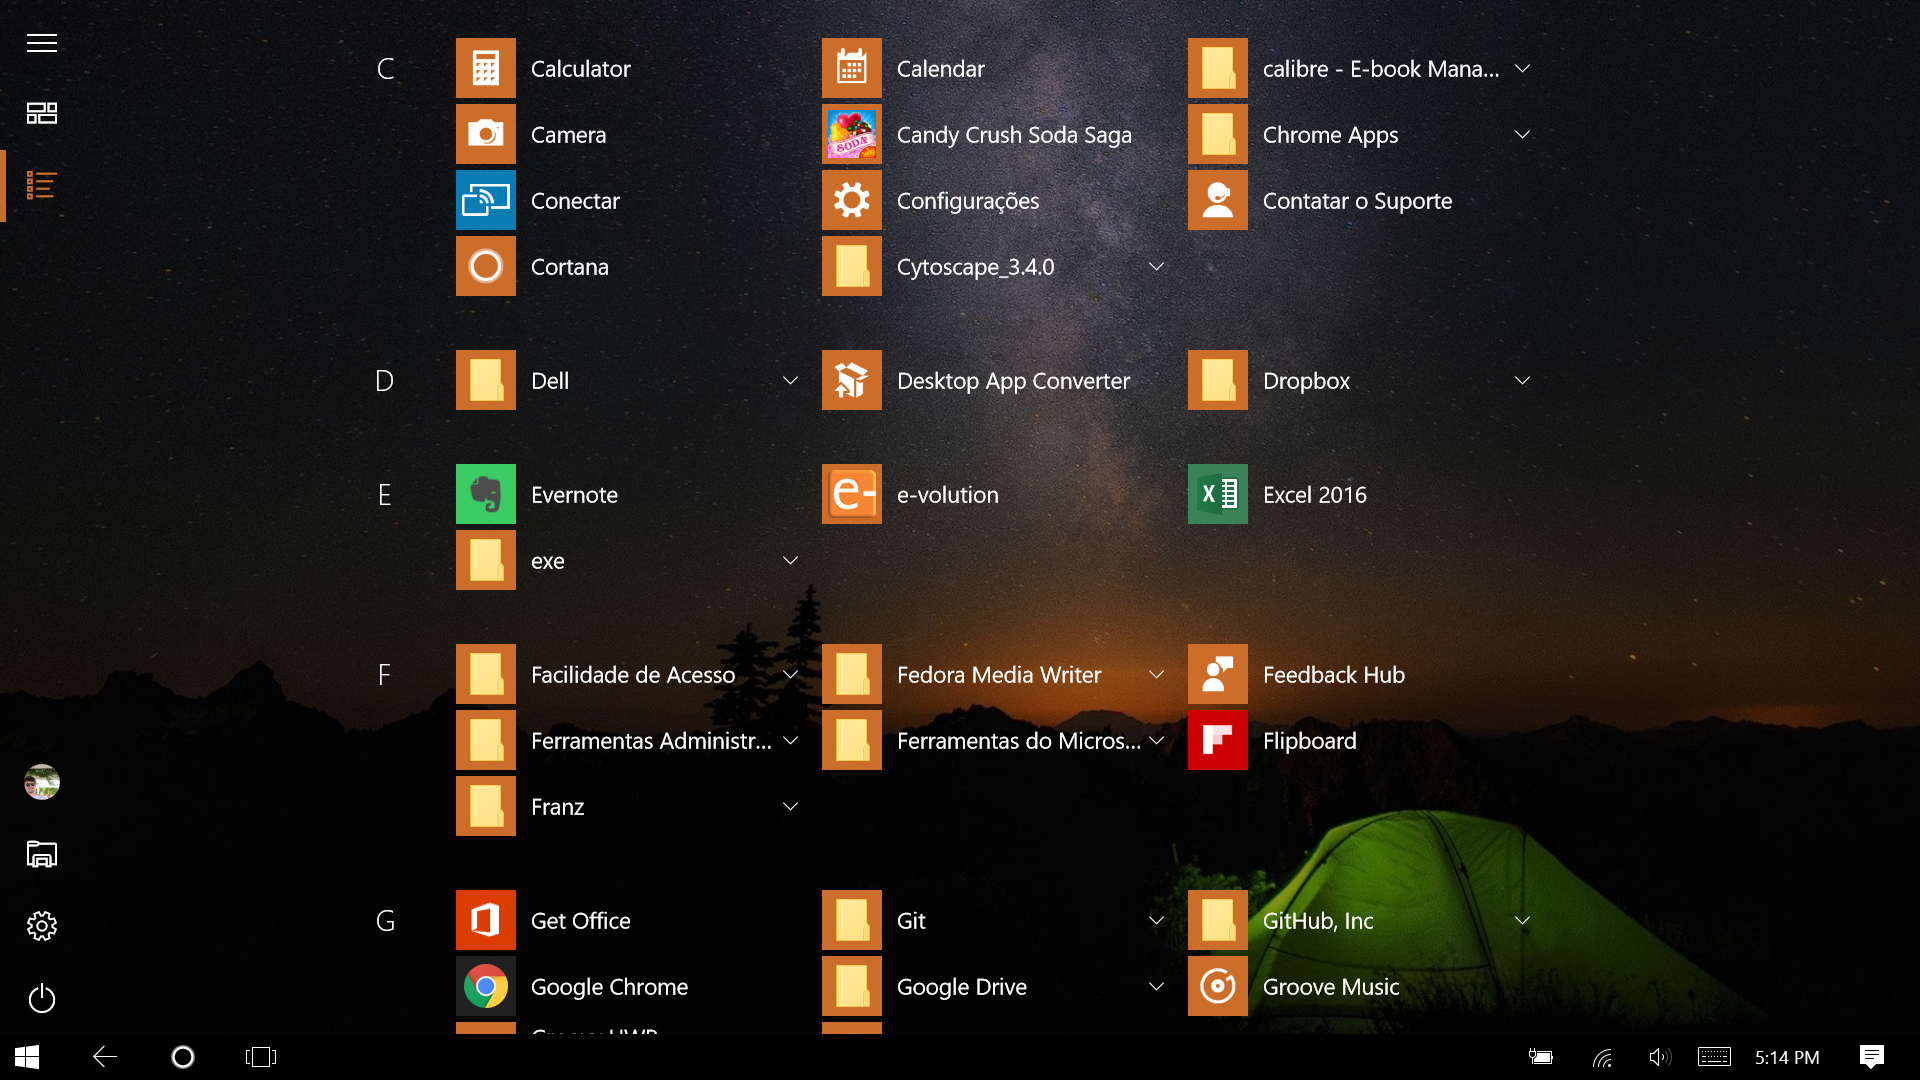 C
Calculator
Calendar
calibre - E-book Mana...
Camera
SODA
Candy Crush Soda Saga
Chrome Apps
Conectar
Configurações
Contatar o Suporte
Cortana
Cytoscape_3.4.0
D
Dell
Desktop App Converter
Dropbox
E
Evernote
e-
e-volution
X
Excel 2016
exe
F
Facilidade de Acesso
Fedora Media Writer
Feedback Hub
Ferramentas Administr...
Ferramentas do Micros...
Flipboard
Franz
G
Get Office
Git
GitHub, Inc
Google Chrome
Google Drive
Groove Music
5:14 PM